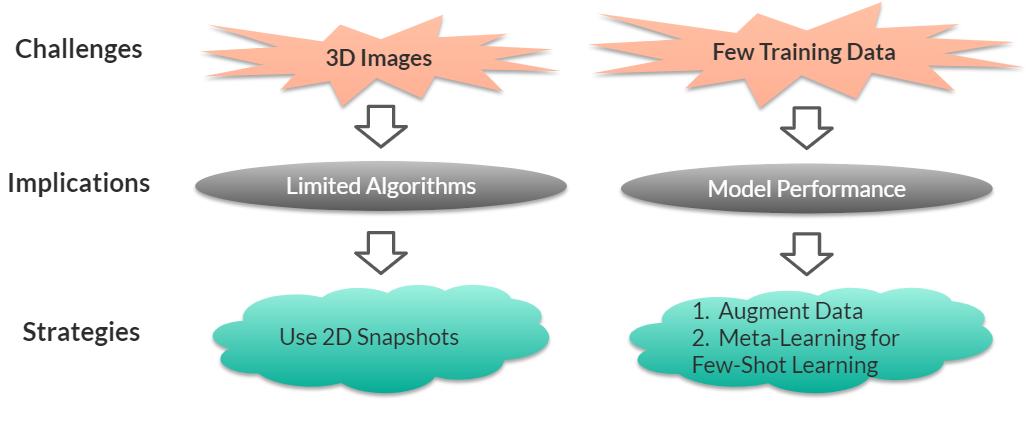 Challenges
3D Images
Few Training Data
Implications
Limited Algorithms
Model Performance
Strategies
Use 2D Snapshots
1. Augment Data
2. Meta-Learning for
Few-Shot Learning